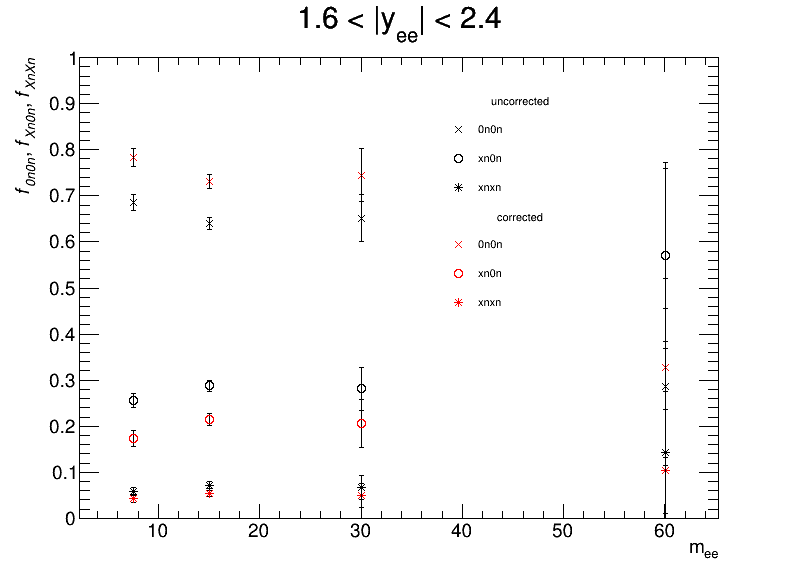 1.6 < |y_ee| < 2.4
f_0n0n, f_Xn0n, f_XnXn
1
0.9
0.8
0.7
0.6
0.5
0.4
0.3
0.2
0.1
0
uncorrected
0n0n
xn0n
xnxn
corrected
0n0n
xn0n
xnxn
10 20 30 40 50 60
m_ee